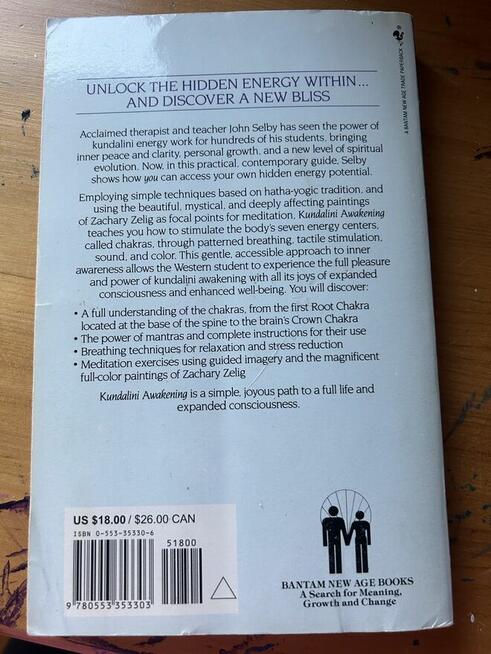 A BANTAM NEW AGE TRADE PAPERBACK
UNLOCK THE HIDDEN ENERGY WITHIN...
AND DISCOVER A NEW BLISS
Acclaimed therapist and teacher John Selby has seen the power of
kundalini energy work for hundreds of his students, bringing
inner peace and clarity, personal growth, and a new level of spiritual
evolution. Now, in this practical, contemporary guide, Selby
shows how you can access your own hidden energy potential.
Employing simple techniques based on hatha-yogic tradition, and
using the beautiful, mystical, and deeply affecting paintings
of Zachary Zelig as focal points for meditation, Kundalini Awakening
teaches you how to stimulate the body's seven energy centers,
called chakras, through patterned breathing, tactile stimulation,
sound, and color. This gentle, accessible approach to inner
awareness allows the Western student to experience the full pleasure
and power of kundalini awakening with all its joys of expanded
consciousness and enhanced well-being. You will discover:
• A full understanding of the chakras, from the first Root Chakra
located at the base of the spine to the brain's Crown Chakra
• The power of mantras and complete instructions for their use
• Breathing techniques for relaxation and stress reduction
• Meditation exercises using guided imagery and the magnificent
full-color paintings of Zachary Zelig
Kundalini Awakening is a simple, joyous path to a full life and
expanded consciousness.
US $18.00 / $26.00 CAN
ISBN 0-553-35330-6
51800
9 780553 353303
BANTAM NEW AGE BOOKS
A Search for Meaning,
Growth and Change